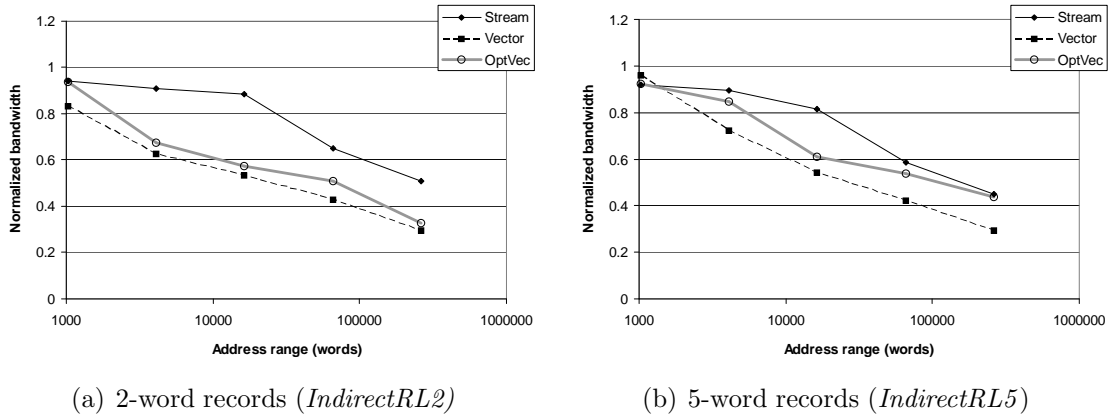 1.2
1
0.8
0.6
0.4
0.2
0
Normalized bandwidth
1000
10000
100000
1000000
Address range (words)
Stream
Vector
OptVec
(a) 2-word records (IndirectRL2)
1.2
1
0.8
0.6
0.4
0.2
0
Normalized bandwidth
1000
10000
100000
1000000
Address range (words)
Stream
Vector
OptVec
(b) 5-word records (IndirectRL5)